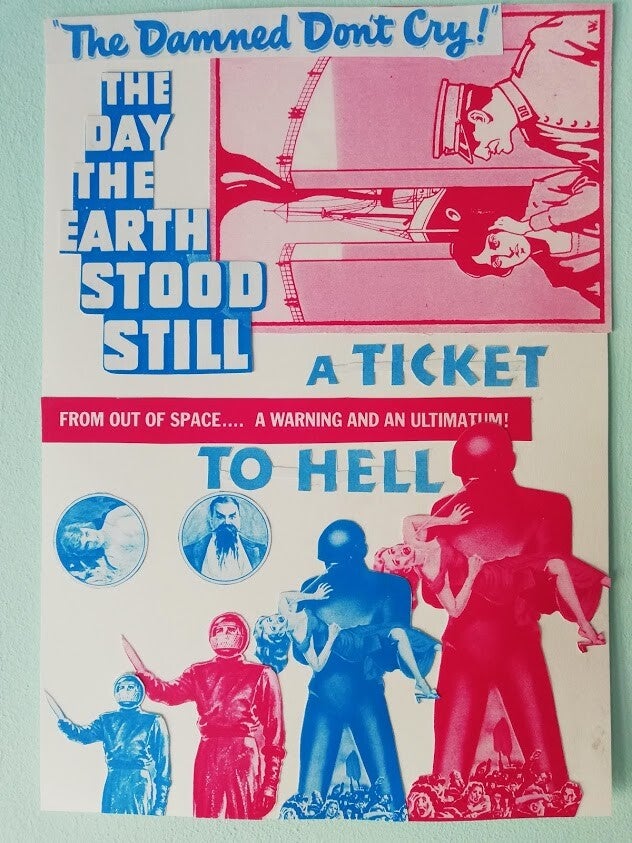 "The Damned Don't Cry!"
THE
DAY
THE
EARTH
STOOD
STILL
A TICKET
FROM OUT OF SPACE.... A WARNING AND AN ULTIMATUM!
TO HELL